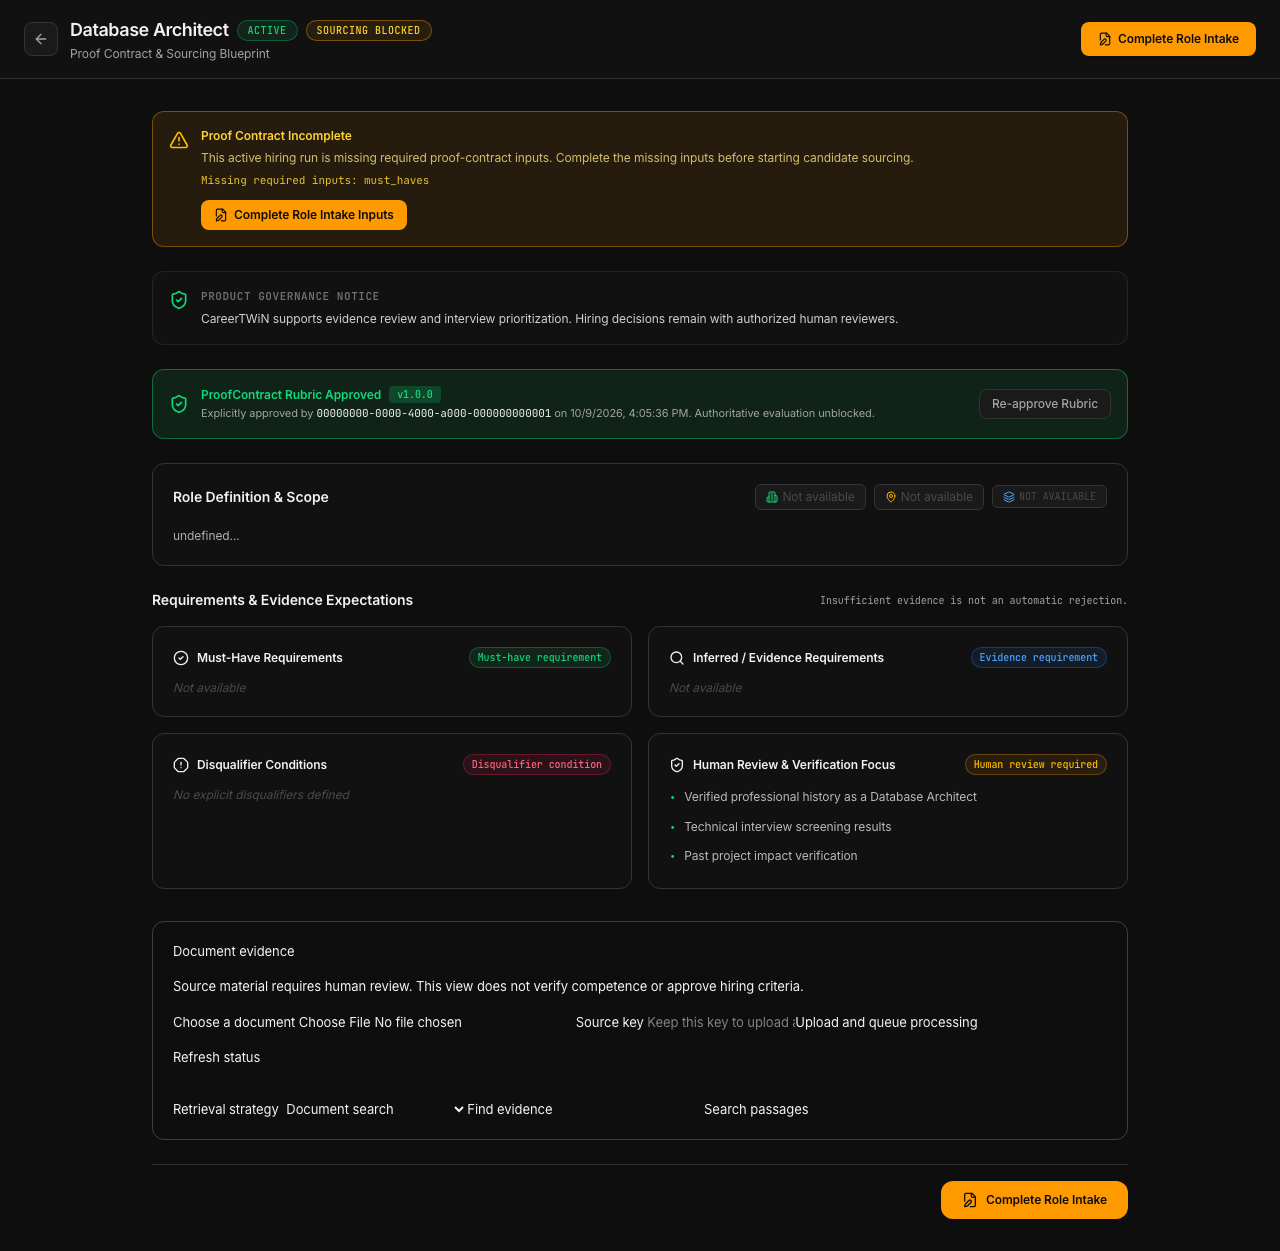 Database Architect ACTIVE SOURCING BLOCKED
Proof Contract & Sourcing Blueprint
Complete Role Intake
Proof Contract Incomplete
This active hiring run is missing required proof-contract inputs. Complete the missing inputs before starting candidate sourcing.
Missing required inputs: must_haves
Complete Role Intake Inputs
PRODUCT GOVERNANCE NOTICE
CareerTWiN supports evidence review and interview prioritization. Hiring decisions remain with authorized human reviewers.
ProofContract Rubric Approved v1.0.0
Explicitly approved by 00000000-0000-4000-a000-000000000001 on 10/9/2026, 4:05:36 PM. Authoritative evaluation unblocked.
Re-approve Rubric
Role Definition & Scope
Not available
Not available
NOT AVAILABLE
undefined...
Requirements & Evidence Expectations
Insufficient evidence is not an automatic rejection.
Must-Have Requirements
Must-have requirement
Not available
Inferred / Evidence Requirements
Evidence requirement
Not available
Disqualifier Conditions
Disqualifier condition
No explicit disqualifiers defined
Human Review & Verification Focus
Human review required
• Verified professional history as a Database Architect
• Technical interview screening results
• Past project impact verification
Document evidence
Source material requires human review. This view does not verify competence or approve hiring criteria.
Choose a document Choose File No file chosen Source key Keep this key to upload Upload and queue processing
Refresh status
Retrieval strategy Document search Find evidence Search passages
Complete Role Intake